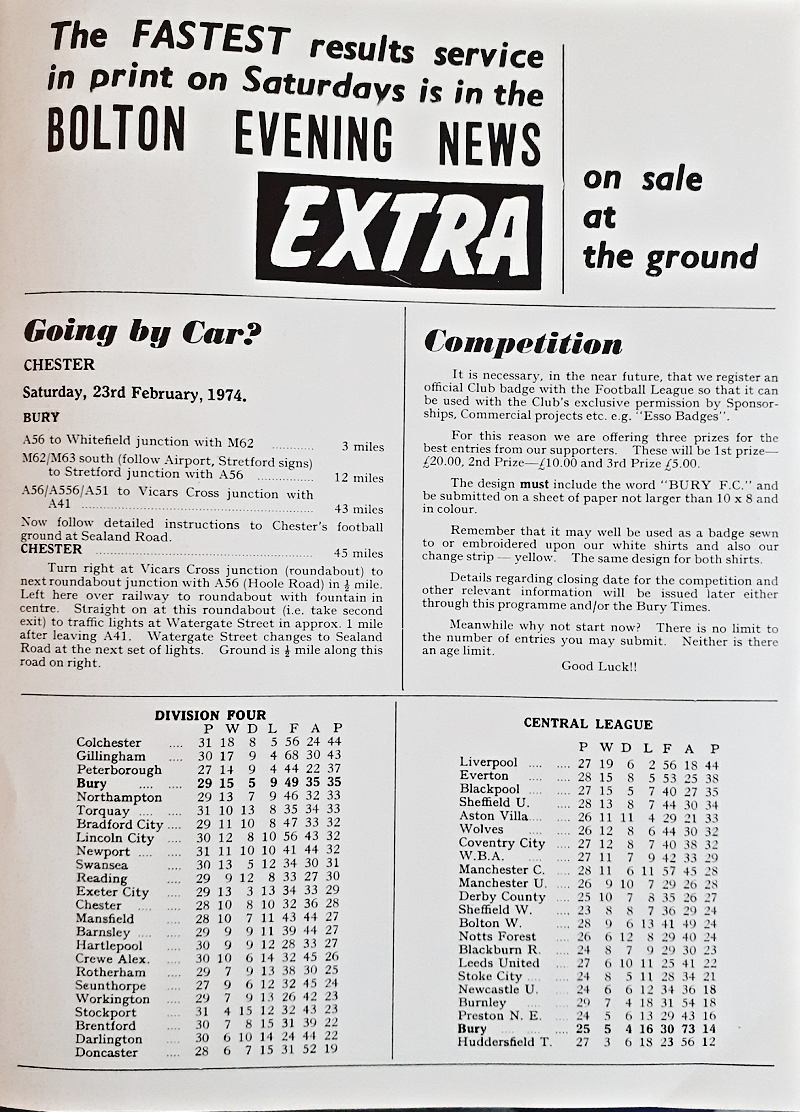 The FASTEST results service
in print on Saturdays is in the
BOLTON EVENING NEWS
EXTRA
on sale
at
the ground
Going by Car?
CHESTER
Saturday, 23rd February, 1974.
BURY
A56 to Whitefield junction with M62 ............ 3 miles
M62/M63 south (follow Airport, Stretford signs)
to Stretford junction with A56 ................ 12 miles
A56/A556/A51 to Vicars Cross junction with
A41 ................ 43 miles
Now follow detailed instructions to Chester's football
ground at Sealand Road.
CHESTER ................ 45 miles
Turn right at Vicars Cross junction (roundabout) to
next roundabout junction with A56 (Hoole Road) in ½ mile.
Left here over railway to roundabout with fountain in
centre. Straight on at this roundabout (i.e. take second
exit) to traffic lights at Watergate Street in approx. 1 mile
after leaving A41. Watergate Street changes to Sealand
Road at the next set of lights. Ground is ½ mile along this
road on right.
Competition
It is necessary, in the near future, that we register an
official Club badge with the Football League so that it can
be used with the Club's exclusive permission by Sponsor-
ships, Commercial projects etc. e.g. "Esso Badges".
For this reason we are offering three prizes for the
best entries from our supporters. These will be 1st prize—
£20.00, 2nd Prize—£10.00 and 3rd Prize £5.00.
The design must include the word "BURY F.C." and
be submitted on a sheet of paper not larger than 10 x 8 and
in colour.
Remember that it may well be used as a badge sewn
to or embroidered upon our white shirts and also our
change strip — yellow. The same design for both shirts.
Details regarding closing date for the competition and
other relevant information will be issued later either
through this programme and/or the Bury Times.
Meanwhile why not start now? There is no limit to
the number of entries you may submit. Neither is there
an age limit.
Good Luck!!
DIVISION FOUR
P W D L F A P
Colchester .... 31 18 8 5 56 24 44
Gillingham .... 30 17 9 4 68 30 43
Peterborough 27 14 9 4 44 22 37
Bury .... .... 29 15 5 9 49 35 35
Northampton 29 13 7 9 46 32 33
Torquay .... .... 31 10 13 8 35 34 33
Bradford City .... 29 11 10 8 47 33 32
Lincoln City 30 12 8 10 56 43 32
Newport .... .... 31 11 10 10 41 44 32
Swansea .... 30 13 5 12 34 30 31
Reading .... 29 9 12 8 33 27 30
Exeter City .... 29 13 3 13 34 33 29
Chester .... .... 28 10 8 10 32 36 28
Mansfield .... 28 10 7 11 43 44 27
Barnsley .... .... 29 9 9 11 39 44 27
Hartlepool .... 30 9 9 12 28 33 27
Crewe Alex. .... 30 10 6 14 32 45 26
Rotherham .... 29 7 9 13 38 30 25
Seunthorpe .... 27 9 6 12 32 45 24
Workington .... 29 7 9 13 26 42 23
Stockport .... 31 4 15 12 32 43 23
Brentford .... 30 7 8 15 31 39 22
Darlington .... 30 6 10 14 24 44 22
Doncaster .... 28 6 7 15 31 52 19
CENTRAL LEAGUE
P W D L F A P
Liverpool .... .... 27 19 6 2 56 18 44
Everton .... .... 28 15 8 5 53 25 38
Blackpool .... .... 27 15 5 7 40 27 35
Sheffield U. .... 28 13 8 7 44 30 34
Aston Villa.... .... 26 11 11 4 29 21 33
Wolves .... .... 26 12 8 6 44 30 32
Coventry City .... 27 12 8 7 40 38 32
W.B.A. .... .... 27 11 7 9 42 33 29
Manchester C. .... 28 11 6 11 57 45 28
Manchester U. .... 26 9 10 7 29 26 28
Derby County .... 25 10 7 8 35 26 27
Sheffield W. .... 23 8 8 7 36 29 24
Bolton W. .... .... 28 9 6 13 41 49 24
Notts Forest .... 26 6 12 8 29 40 24
Blackburn R. .... 24 8 7 9 29 30 23
Leeds United .... 27 6 10 11 25 41 22
Stoke City .... .... 24 8 5 11 28 34 21
Newcastle U. .... 24 6 6 12 34 36 18
Burnley .... .... 29 7 4 18 31 54 18
Preston N. E. .... 24 5 6 13 29 43 16
Bury .... .... .... 25 5 4 16 30 73 14
Huddersfield T. 27 3 6 18 23 56 12